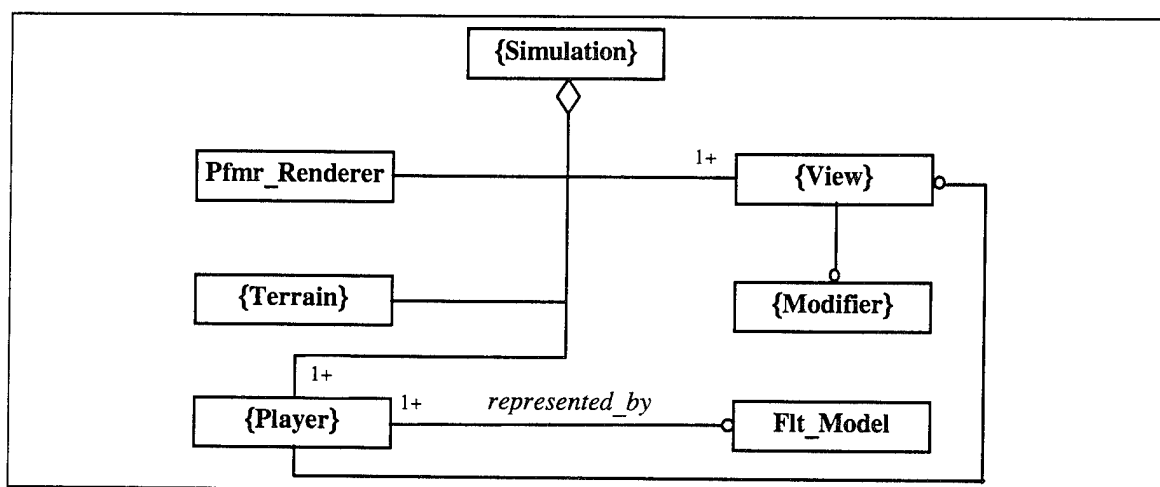 {Simulation}
Pfmr_Renderer
1+
{View}
{Terrain}
{Modifier}
1+
{Player}
1+
represented_by
Flt_Model